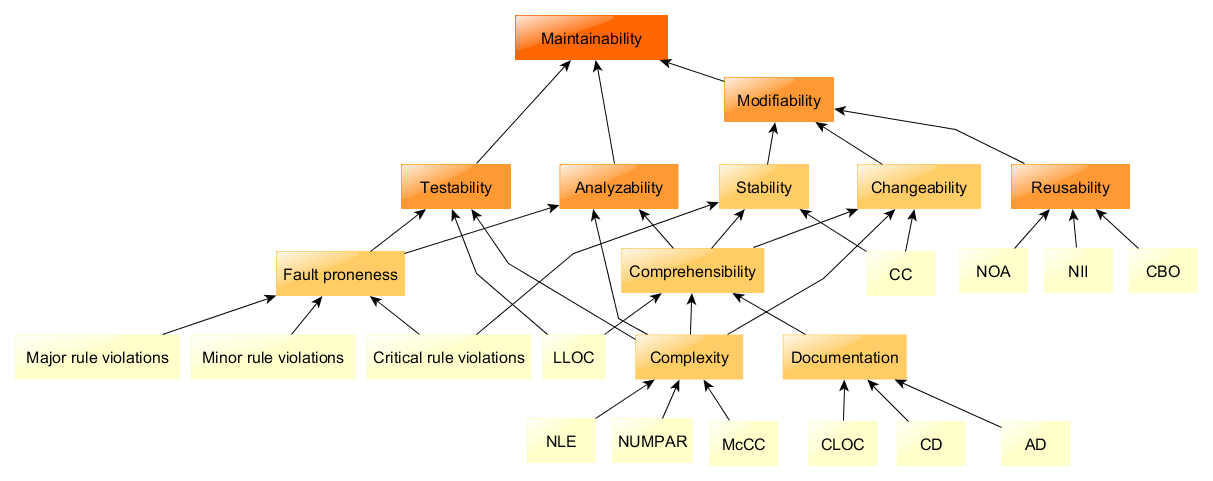 Maintainability
Modifiability
Testability
Analyzability
Stability
Changeability
Reusability
Fault proneness
Comprehensibility
CC
NOA
NII
CBO
Major rule violations
Minor rule violations
Critical rule violations
LLOC
Complexity
Documentation
NLE
NUMPAR
McCC
CLOC
CD
AD